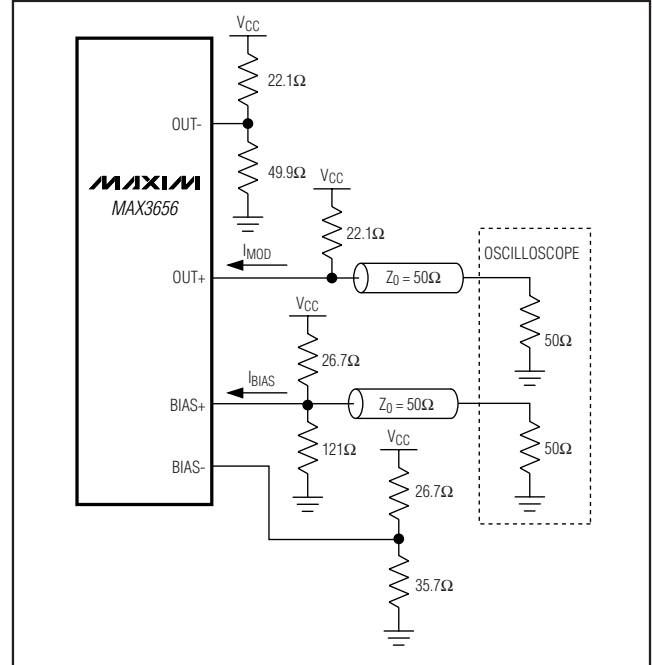 VCC
22.1Ω
OUT-
49.9Ω
MAXIM
MAX3656
VCC
22.1Ω
OSCILLOSCOPE
IMOD
OUT+
Z0 = 50Ω
50Ω
VCC
26.7Ω
IBIAS
BIAS+
Z0 = 50Ω
VCC
121Ω
50Ω
BIAS-
26.7Ω
35.7Ω